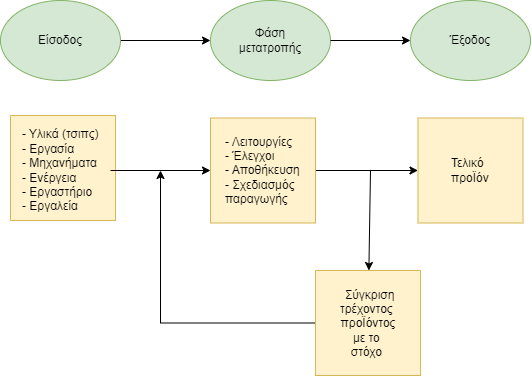 Είσοδος
Φάση
μετατροπής
Έξοδος
- Υλικά (τσιπς)
- Εργασία
- Μηχανήματα
- Ενέργεια
- Εργαστήριο
- Εργαλεία
- Λειτουργίες
- Έλεγχοι
- Αποθήκευση
- Σχεδιασμός
παραγωγής
Τελικό
προΪόν
Σύγκριση
τρέχοντος
προΪόντος
με το
στόχο